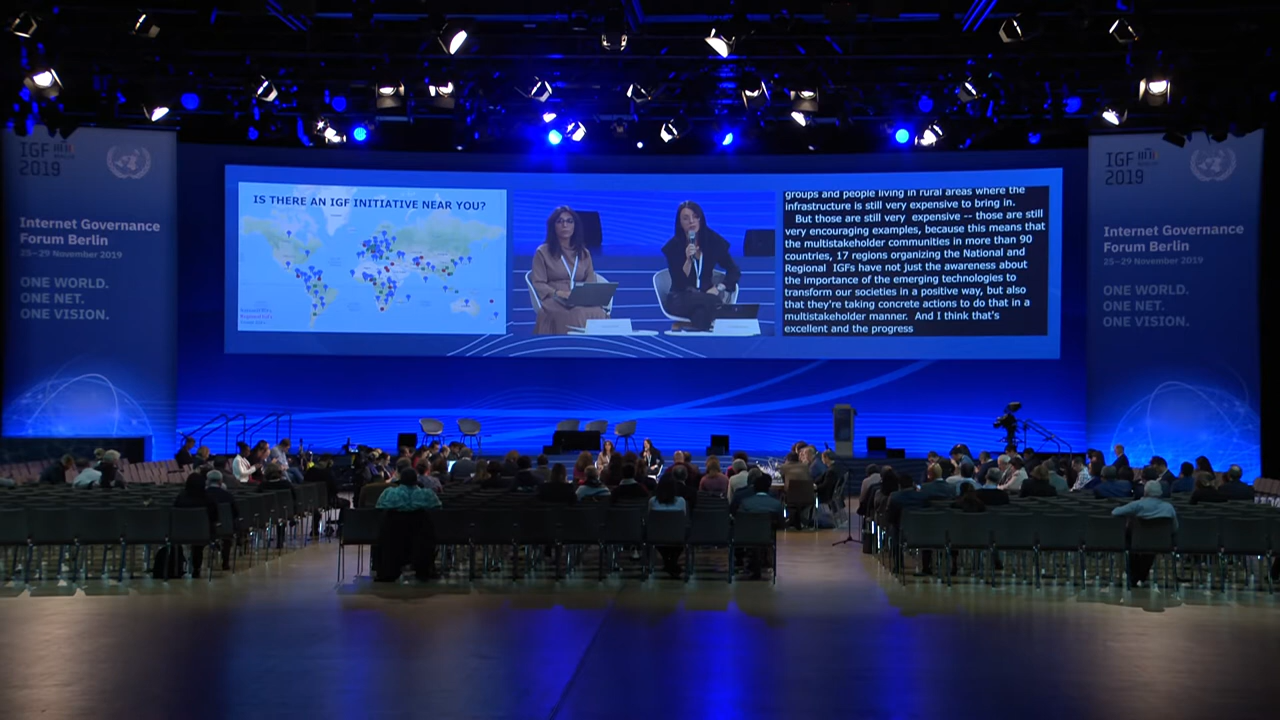 IGF
2019
Internet Governance
Forum Berlin
25–29 November 2019
ONE WORLD.
ONE NET.
ONE VISION.
IS THERE AN IGF INITIATIVE NEAR YOU?
groups and people living in rural areas where the
infrastructure is still very expensive to bring in.
But those are still very expensive -- those are still
very encouraging examples, because this means that
the multistakeholder communities in more than 90
countries, 17 regions organizing the National and
Regional IGFs have not just the awareness about
the importance of the emerging technologies to
transform our societies in a positive way, but also
that they're taking concrete actions to do that in a
multistakeholder manner. And I think that's
excellent and the progress
IGF
2019
Internet Governance
Forum Berlin
25–29 November 2019
ONE WORLD.
ONE NET.
ONE VISION.